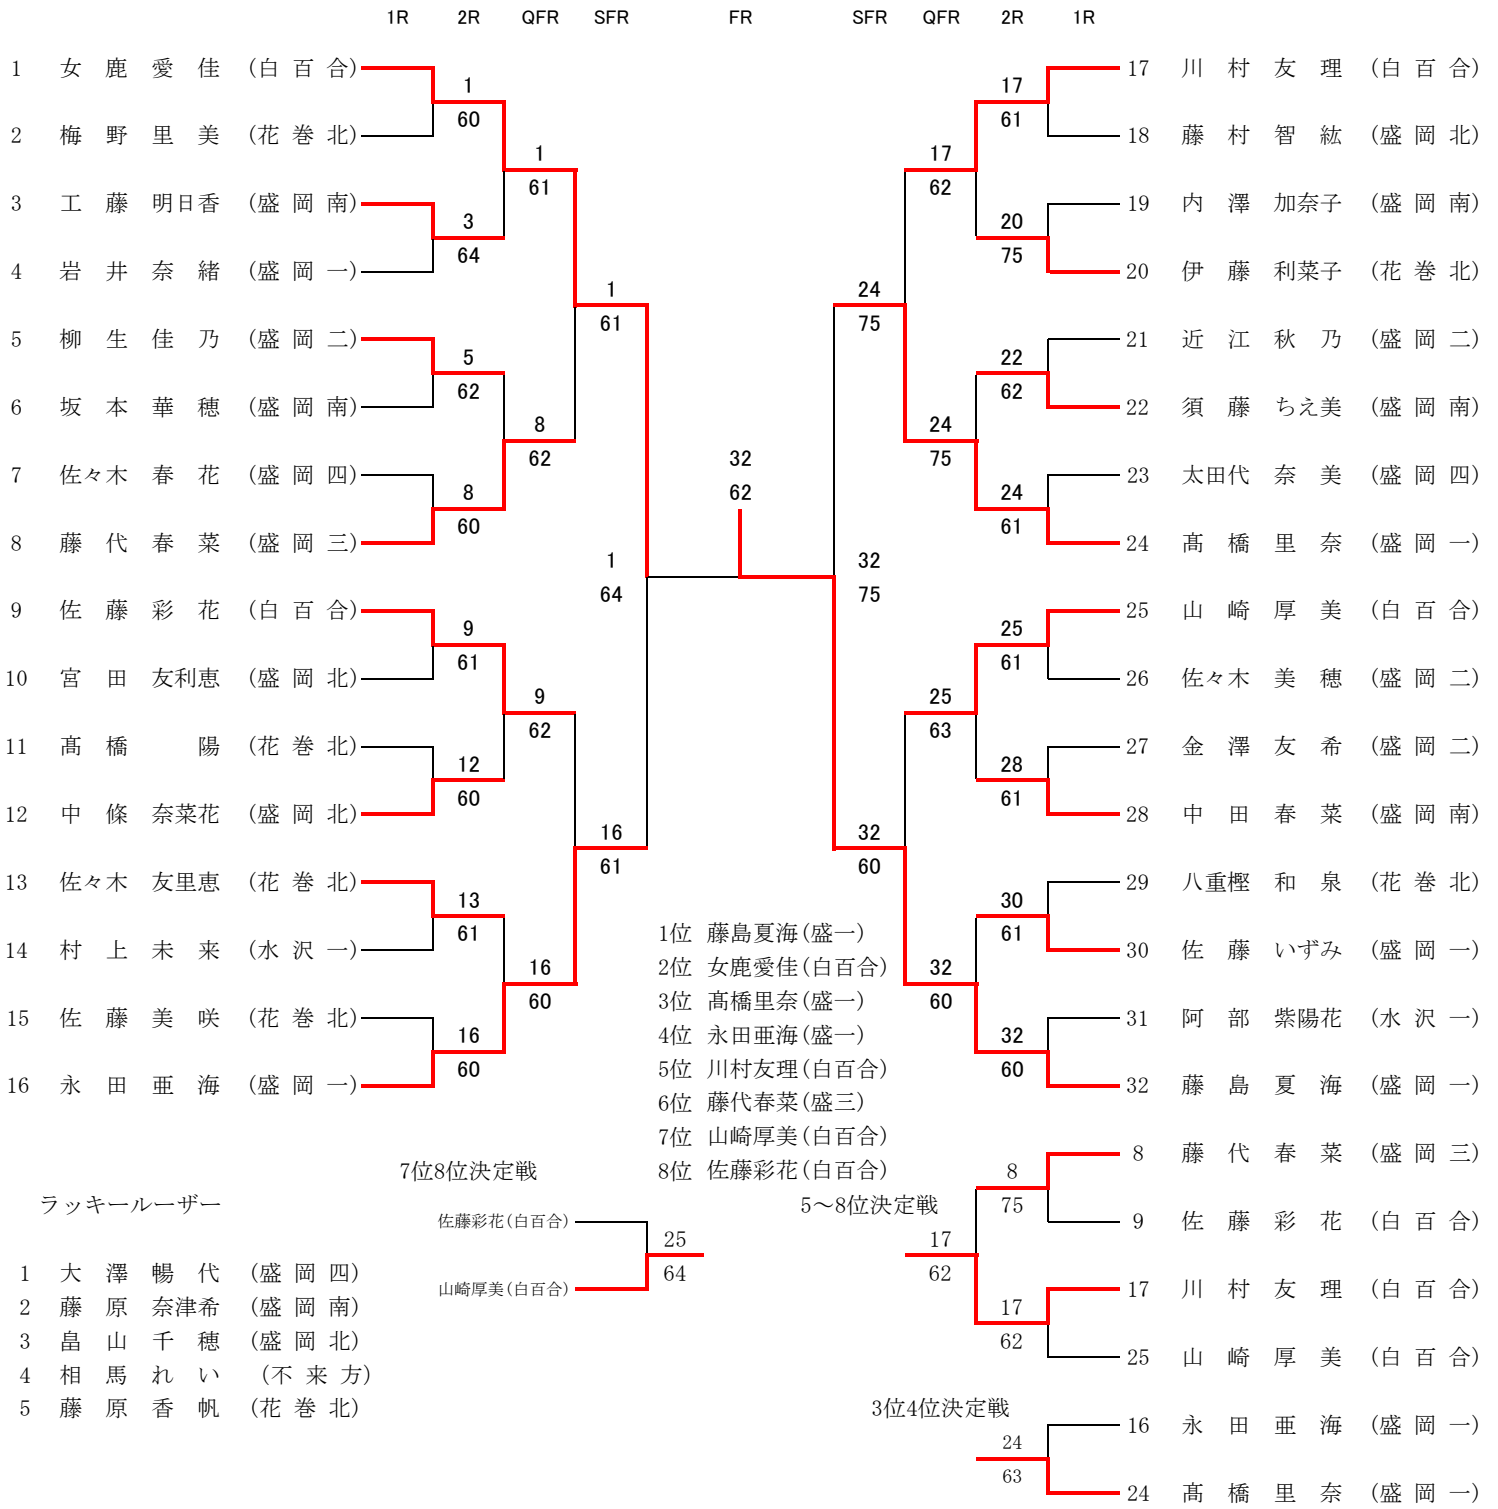 1R 2R QFR SFR FR SFR QFR 2R 1R
1 女鹿愛佳 (白百合)
2 梅野里美 (花巻北)
3 工藤明日香 (盛岡南)
4 岩井奈緒 (盛岡一)
5 柳生佳乃 (盛岡二)
6 坂本華穂 (盛岡南)
7 佐々木春花 (盛岡四)
8 藤代春菜 (盛岡三)
9 佐藤彩花 (白百合)
10 宮田友利恵 (盛岡北)
11 髙橋陽 (花巻北)
12 中條奈菜花 (盛岡北)
13 佐々木友里恵 (花巻北)
14 村上未来 (水沢一)
15 佐藤美咲 (花巻北)
16 永田亜海 (盛岡一)
1
60
3
64
5
62
8
60
9
61
12
60
13
61
16
60
1
61
8
62
9
62
16
60
1
61
16
61
1
64
32
62
32
75
24
75
32
60
17
62
24
75
25
63
32
60
17
61
20
75
22
62
24
61
25
61
28
61
30
61
32
60
17 川村友理 (白百合)
18 藤村智紘 (盛岡北)
19 内澤加奈子 (盛岡南)
20 伊藤利菜子 (花巻北)
21 近江秋乃 (盛岡二)
22 須藤ちえ美 (盛岡南)
23 太田代奈美 (盛岡四)
24 髙橋里奈 (盛岡一)
25 山崎厚美 (白百合)
26 佐々木美穂 (盛岡二)
27 金澤友希 (盛岡二)
28 中田春菜 (盛岡南)
29 八重樫和泉 (花巻北)
30 佐藤いずみ (盛岡一)
31 阿部紫陽花 (水沢一)
32 藤島夏海 (盛岡一)
1位 藤島夏海(盛一)
2位 女鹿愛佳(白百合)
3位 髙橋里奈(盛一)
4位 永田亜海(盛一)
5位 川村友理(白百合)
6位 藤代春菜(盛三)
7位 山崎厚美(白百合)
8位 佐藤彩花(白百合)
ラッキールーザー
1 大澤暢代 (盛岡四)
2 藤原奈津希 (盛岡南)
3 畠山千穂 (盛岡北)
4 相馬れい (不来方)
5 藤原香帆 (花巻北)
7位8位決定戦
佐藤彩花(白百合)
山崎厚美(白百合)
25
64
5～8位決定戦
17
62
8
75
17
62
8 藤代春菜 (盛岡三)
9 佐藤彩花 (白百合)
17 川村友理 (白百合)
25 山崎厚美 (白百合)
3位4位決定戦
24
63
16 永田亜海 (盛岡一)
24 髙橋里奈 (盛岡一)